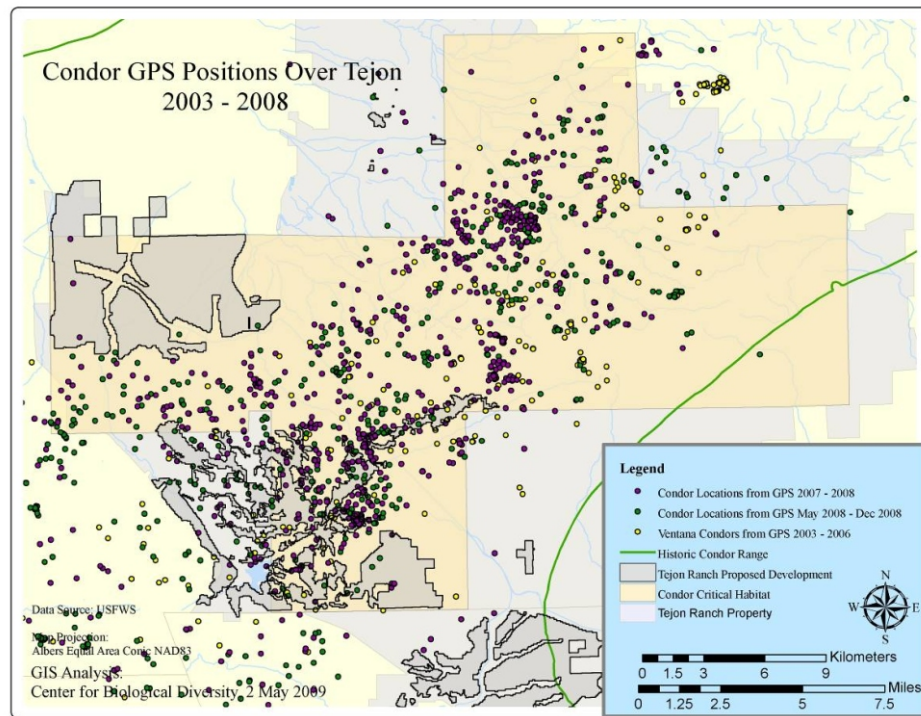 Condor GPS Positions Over Tejon
2003 - 2008
Legend
Condor Locations from GPS 2007 - 2008
Condor Locations from GPS May 2008 - Dec 2008
Ventana Condors from GPS 2003 - 2006
Historic Condor Range
Tejon Ranch Proposed Development
Condor Critical Habitat
Tejon Ranch Property
N
W
E
S
Kilometers
0 1.5 3 6 9
Miles
0 1.25 2.5 5 7.5
Data Source: USFWS
Map Projection:
Albers Equal Area Conic NAD83
GIS Analysis:
Center for Biological Diversity, 2 May 2009